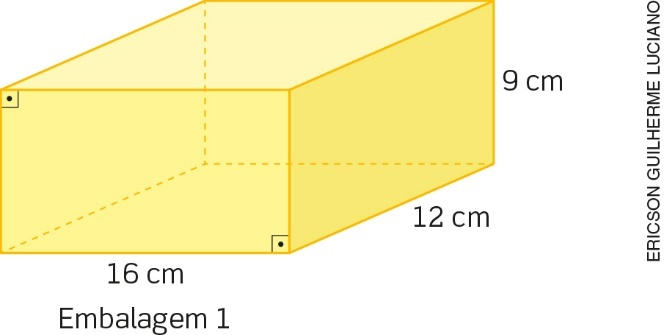 9 cm
12 cm
16 cm
Embalagem 1
ERICSON GUILHERME LUCIANO